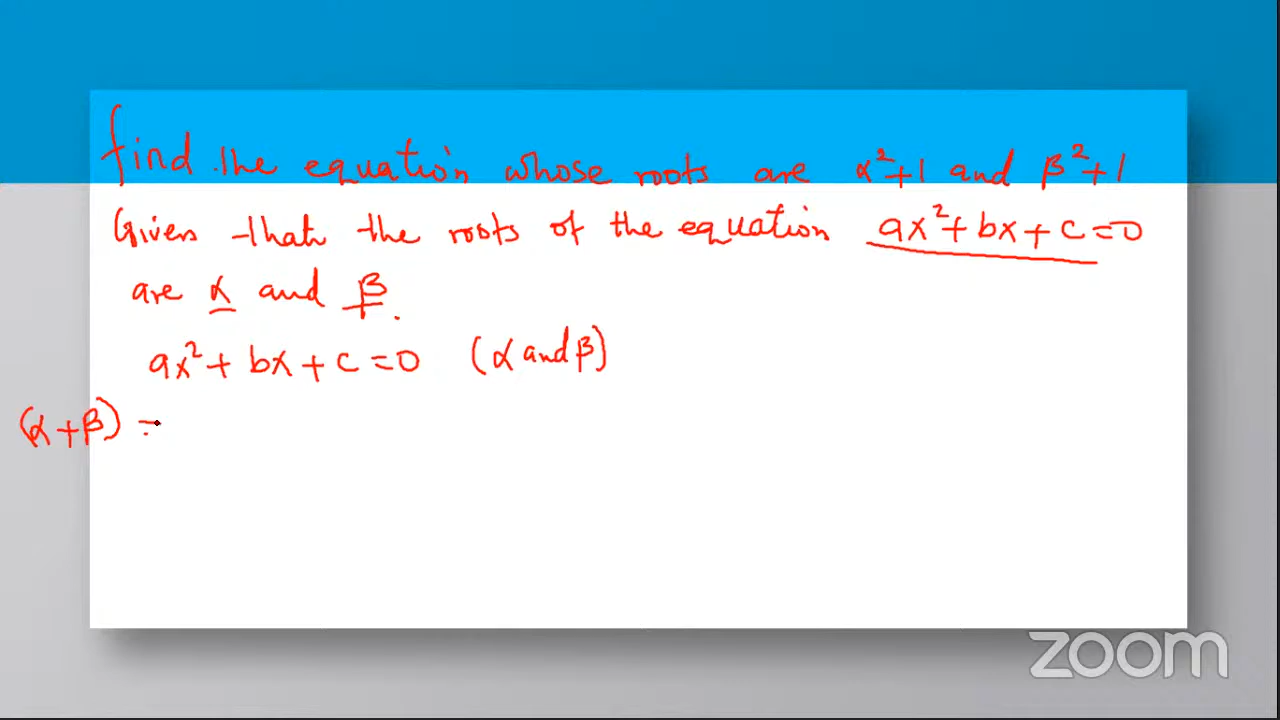 find the equation whose roots are α²+1 and β²+1
Given that the roots of the equation ax²+bx+c=0
are α and β.
ax²+bx+c=0 (α and β)
(α+β) =
zoom